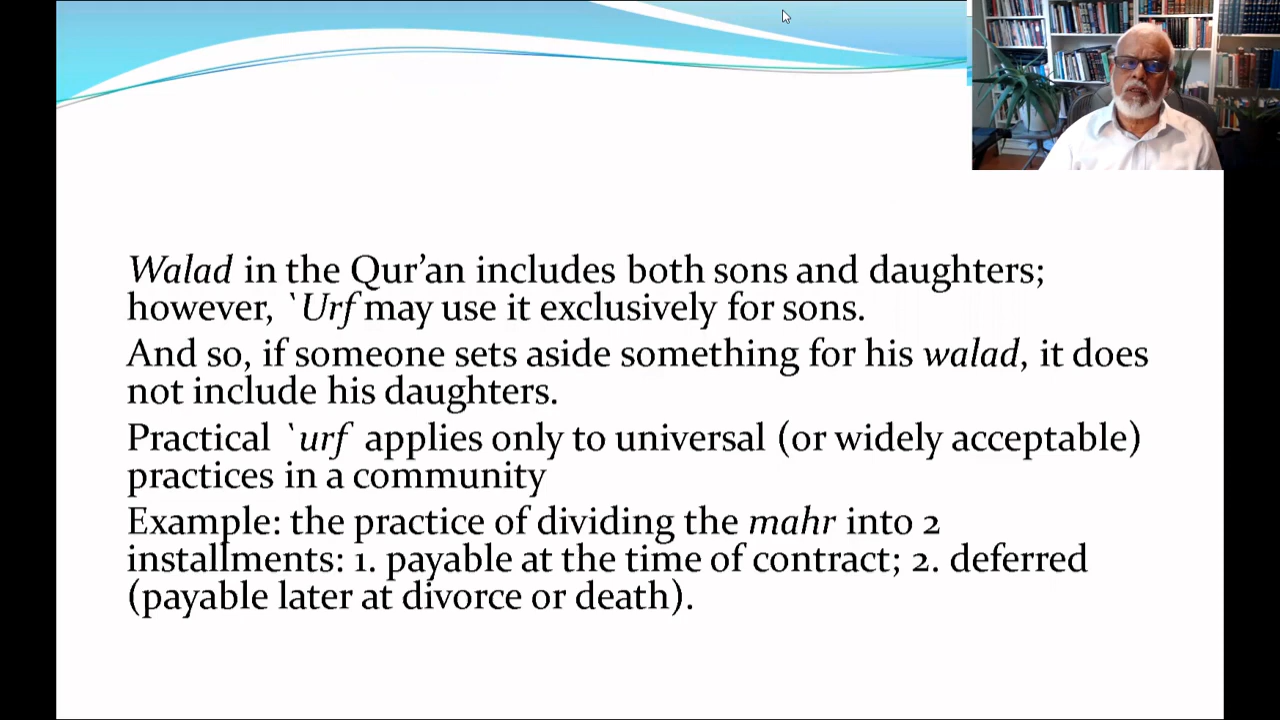 Walad in the Qur’an includes both sons and daughters;
however, `Urf may use it exclusively for sons.
And so, if someone sets aside something for his walad, it does
not include his daughters.
Practical `urf applies only to universal (or widely acceptable)
practices in a community
Example: the practice of dividing the mahr into 2
installments: 1. payable at the time of contract; 2. deferred
(payable later at divorce or death).